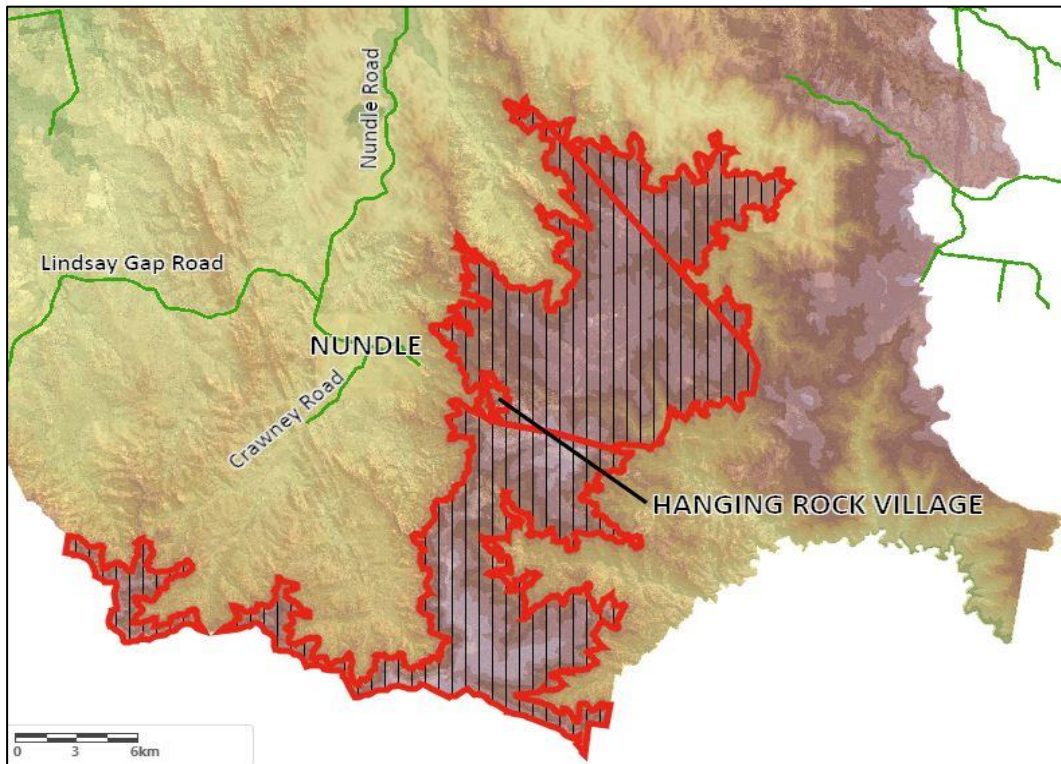 Nundle Road
Lindsay Gap Road
NUNDLE
Crawney Road
HANGING ROCK VILLAGE
0 3 6km